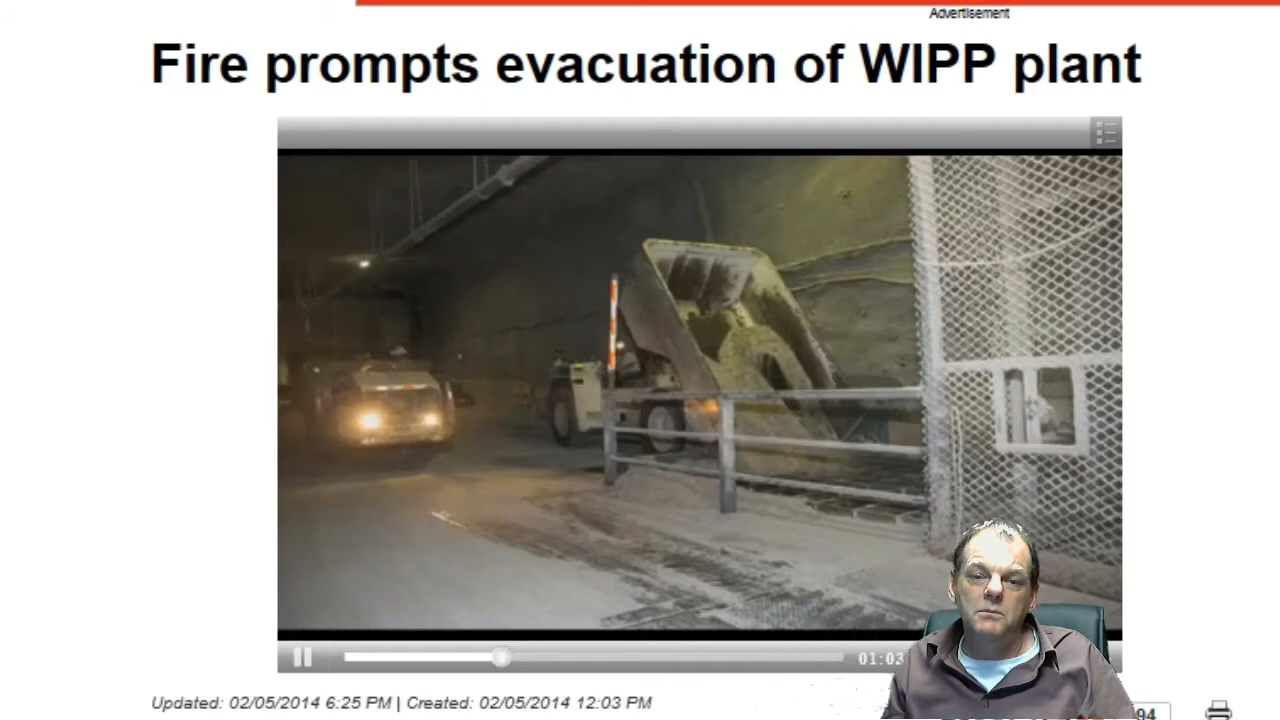 Advertisement
Fire prompts evacuation of WIPP plant
01:03
Updated: 02/05/2014 6:25 PM | Created: 02/05/2014 12:03 PM
94